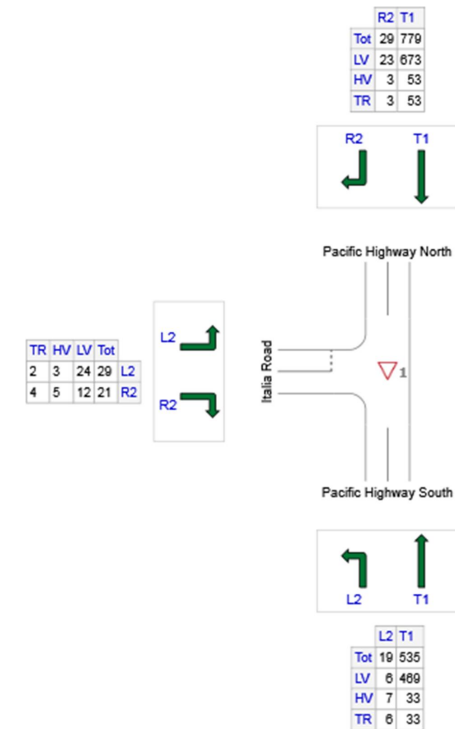 R2 T1
Tot 29 779
LV 23 673
HV 3 53
TR 3 53
R2 T1
Pacific Highway North
TR HV LV Tot
2 3 24 29 L2
4 5 12 21 R2
L2
R2
Italia Road
1
Pacific Highway South
L2 T1
L2 T1
Tot 19 535
LV 6 469
HV 7 33
TR 6 33